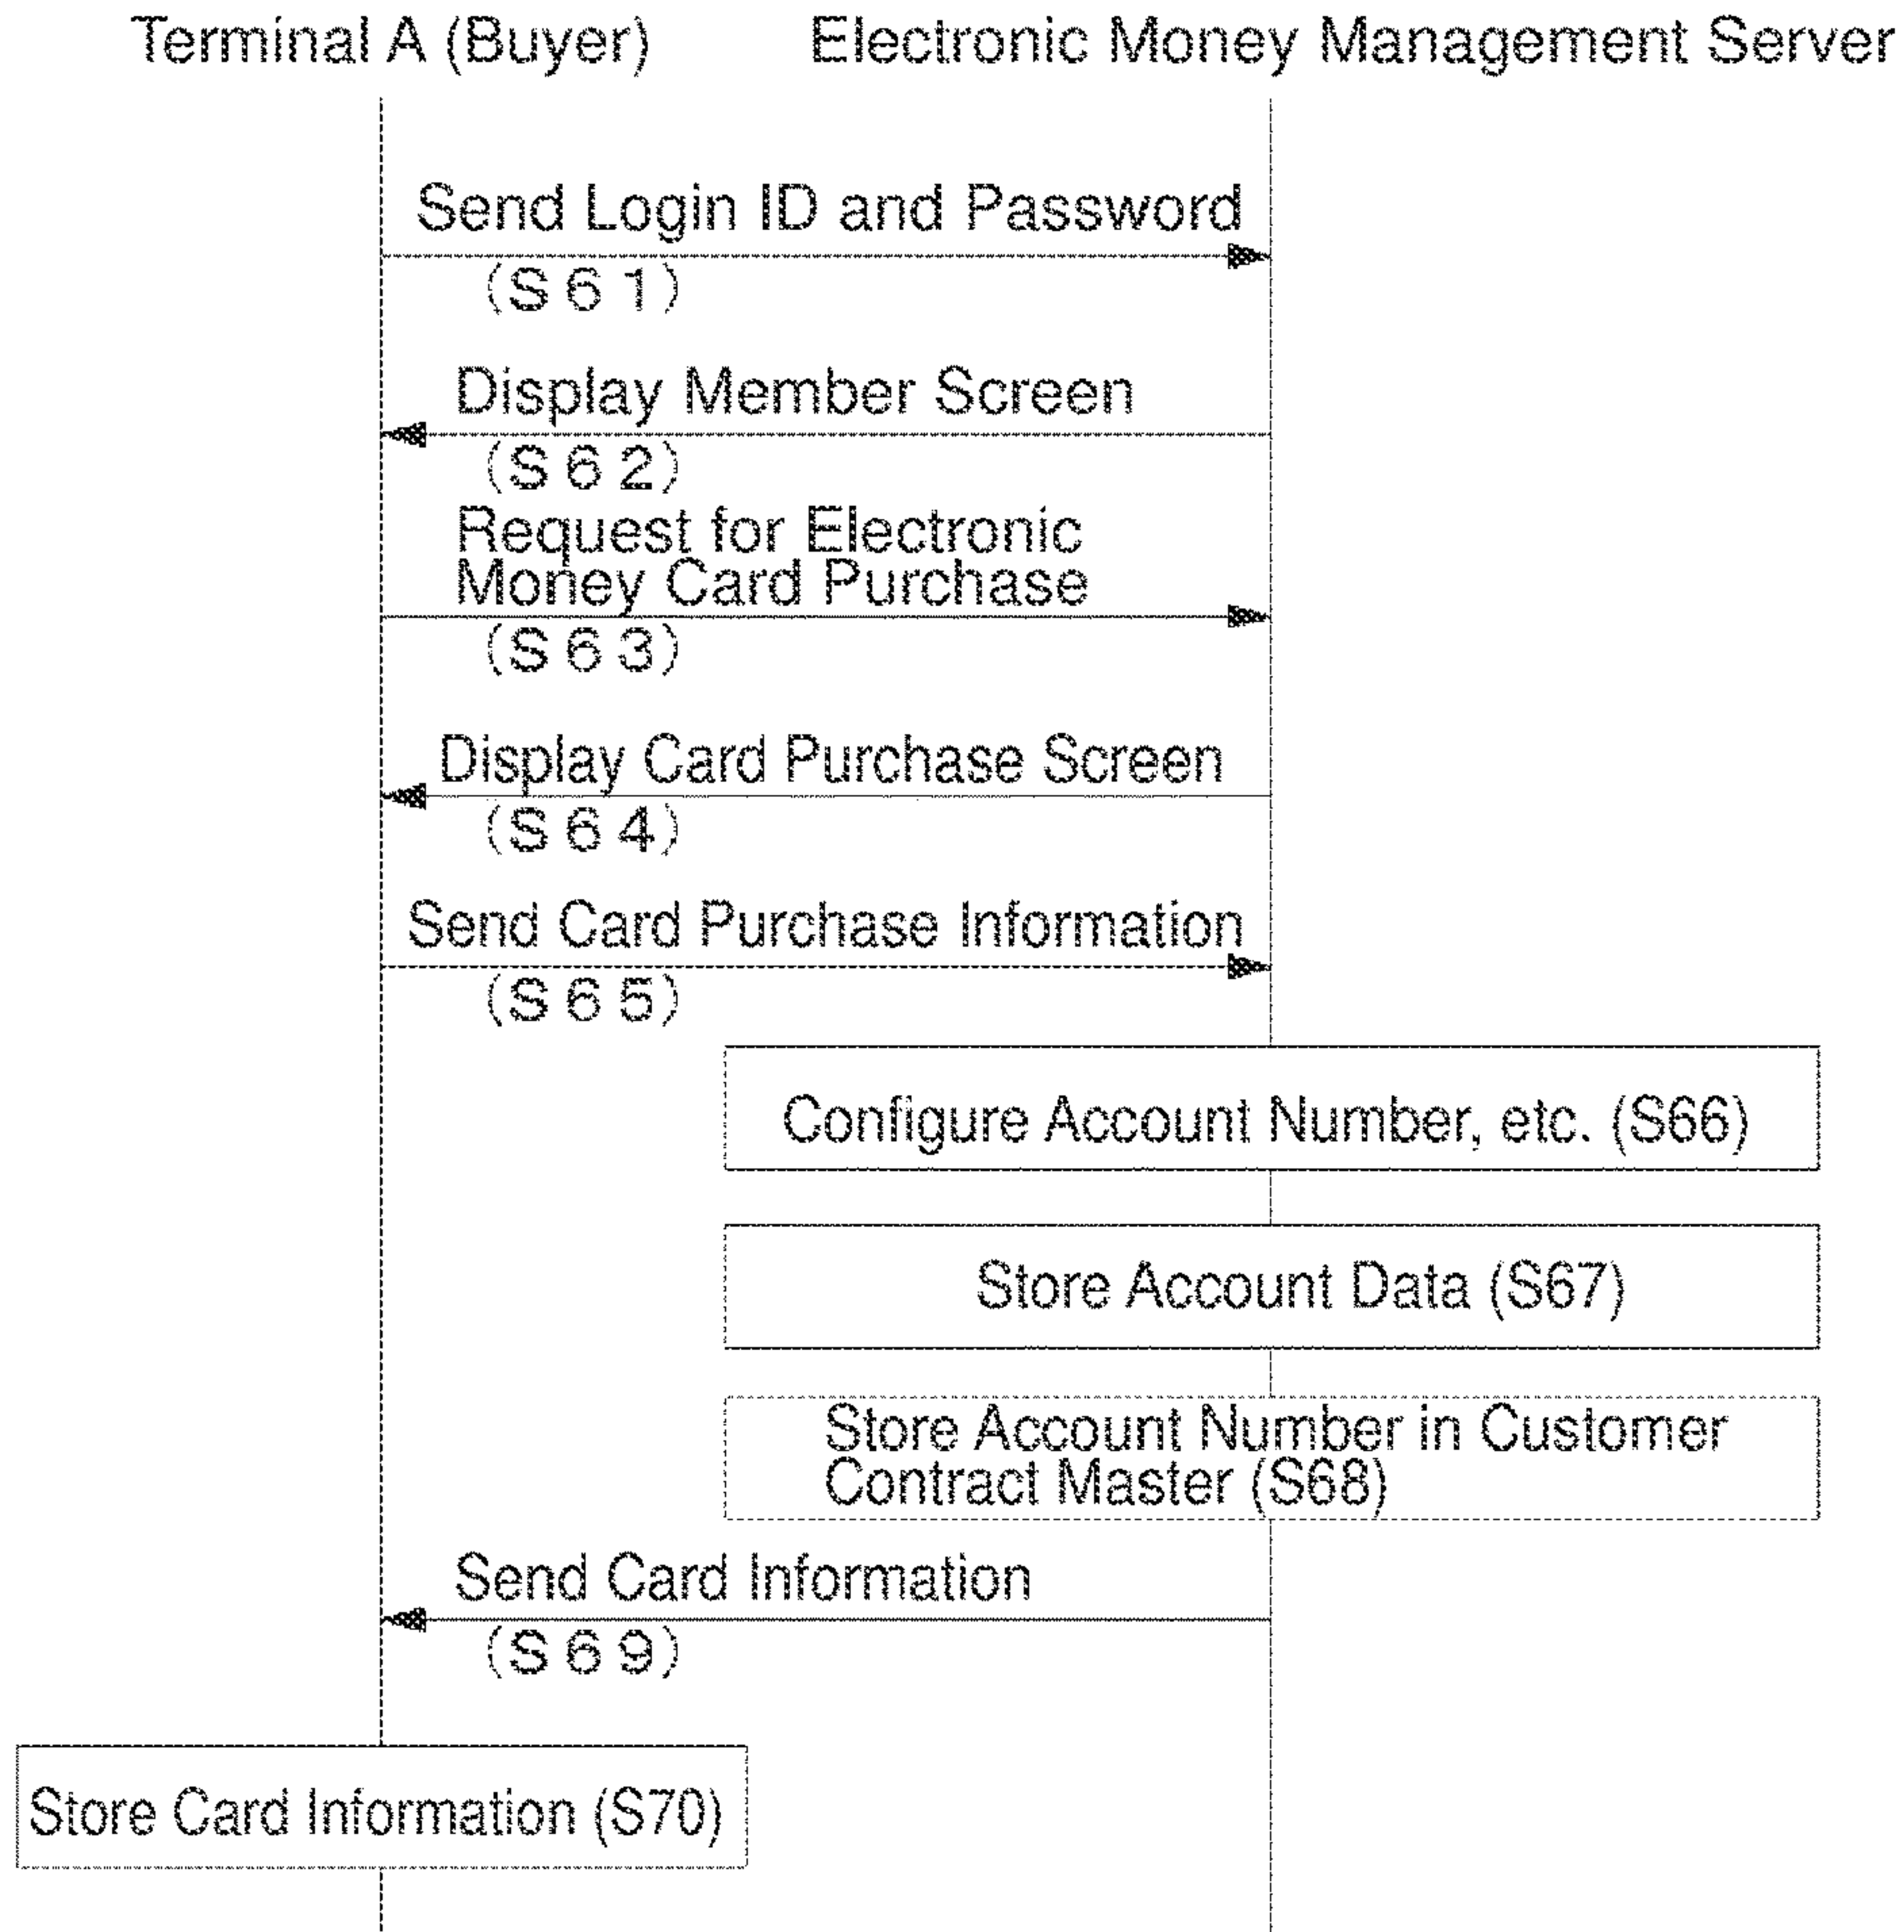 Terminal A (Buyer) Electronic Money Management Server
Send Login ID and Password
(S61)
Display Member Screen
(S62)
Request for Electronic
Money Card Purchase
(S63)
Display Card Purchase Screen
(S64)
Send Card Purchase Information
(S65)
Configure Account Number, etc. (S66)
Store Account Data (S67)
Store Account Number in Customer
Contract Master (S68)
Send Card Information
(S69)
Store Card Information (S70)